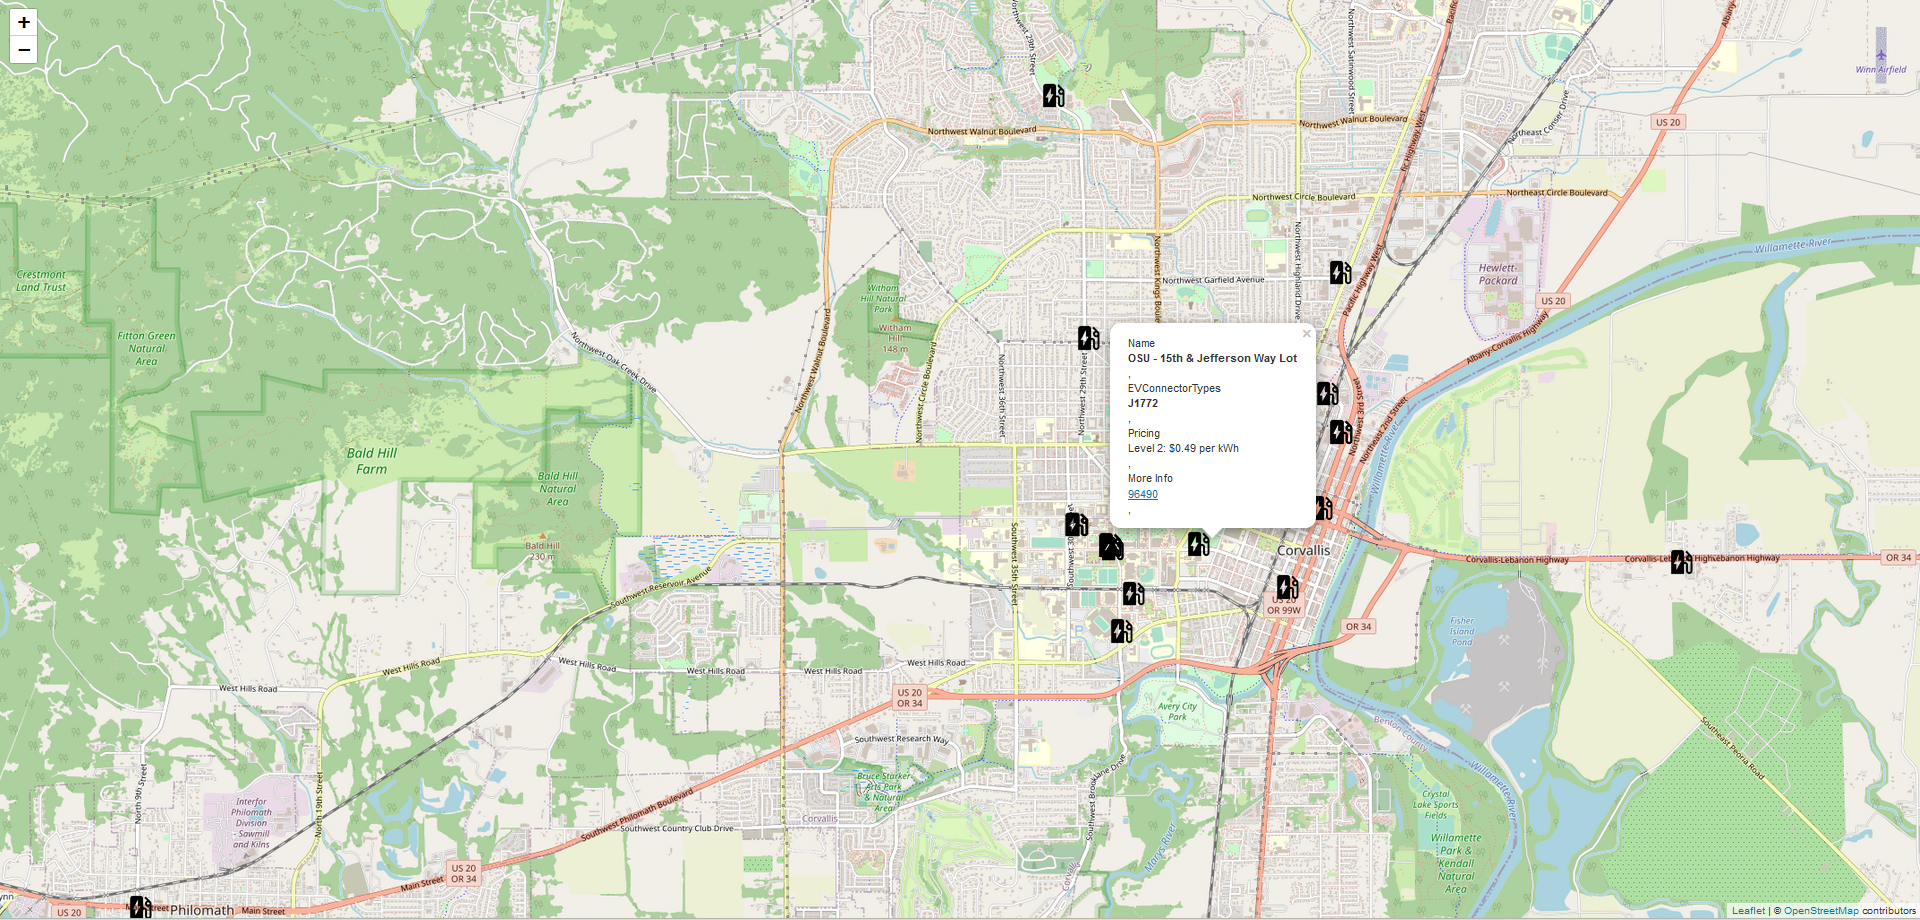 +
−
Northwest 29th Street
Northwest Satinwood Street
Winn Airfield
Northwest Walnut Boulevard
Northwest Walnut Boulevard
US 20
Northeast Conser Drive
Northwest Circle Boulevard
Northeast Circle Boulevard
Willamette River
Crestmont
Land Trust
Northwest Garfield Avenue
Northwest Highland Drive
Pacific Highway West
Hewlett-
Packard
US 20
Witham
Hill Natural
Park
Witham
Hill
148 m
Fitton Green
Natural
Area
Northwest Oak Creek Drive
Northwest Walnut Boulevard
Northwest Circle Boulevard
Northwest 36th Street
Northwest 29th Street
Albany-Corvallis Highway
Name
OSU - 15th & Jefferson Way Lot
,
EVConnectorTypes
J1772
,
Pricing
Level 2: $0.49 per kWh
,
More Info
96490
,
Northwest 3rd Street
Northeast 2nd Street
Willamette River
Bald Hill
Farm
Bald Hill
Natural
Area
Bald Hill
230 m
Southwest Reservoir Avenue
Southwest 35th Street
Corvallis
Corvallis-Lebanon Highway
OR 34
US 20
OR 99W
OR 34
Fisher
Island
Pond
West Hills Road
West Hills Road
West Hills Road
West Hills Road
West Hills Road
West Hills Road
US 20
OR 34
Avery City
Park
Benton County
Southeast Peoria Road
Southwest Research Way
Bruce Starker
Arts Park
& Natural
Area
Corvallis
Southwest Brooklane Drive
Marys River
Corvallis
Willamette River
Crystal
Lake Sports
Fields
Willamette
Park &
Kendall
Natural
Area
North 9th Street
North 19th Street
Interfor
Philomath
Division
- Sawmill
and Kilns
Southwest Philomath Boulevard
Southwest Country Club Drive
US 20
OR 34
Main Street
Main Street
Philomath
US 20
Leaflet | © OpenStreetMap contributors